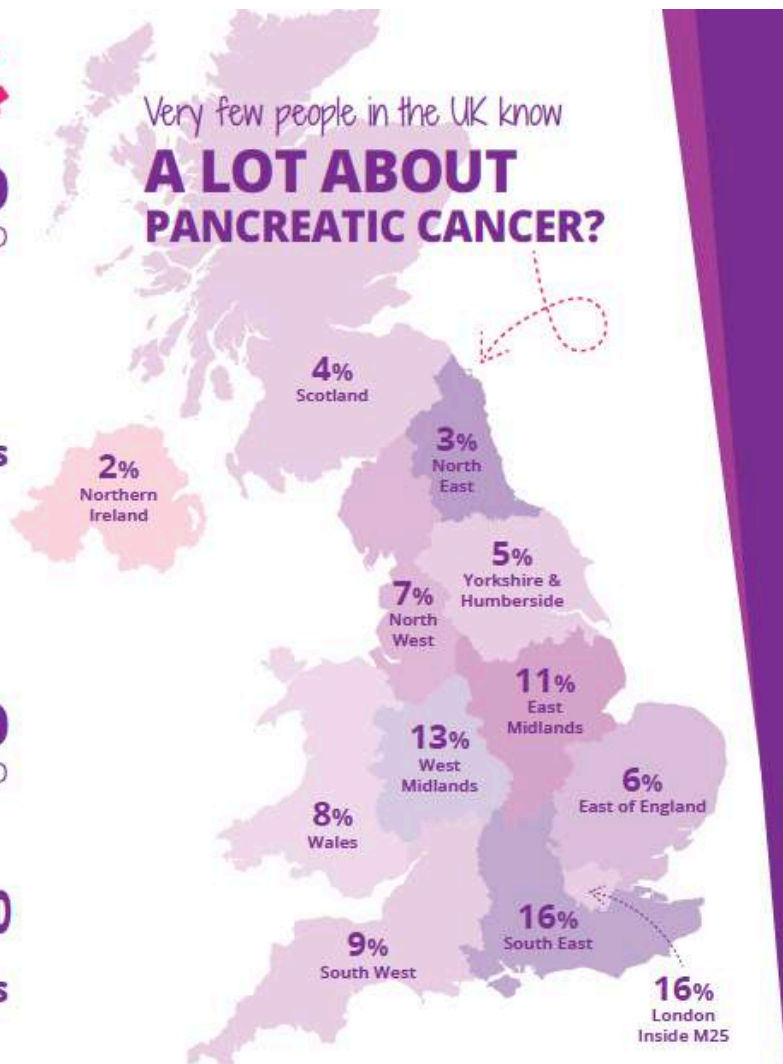 Very few people in the UK know
A LOT ABOUT
PANCREATIC CANCER?
4%
Scotland
3%
North
East
2%
Northern
Ireland
5%
Yorkshire &
Humberside
7%
North
West
11%
East
Midlands
13%
West
Midlands
6%
East of England
8%
Wales
16%
South East
9%
South West
16%
London
Inside M25